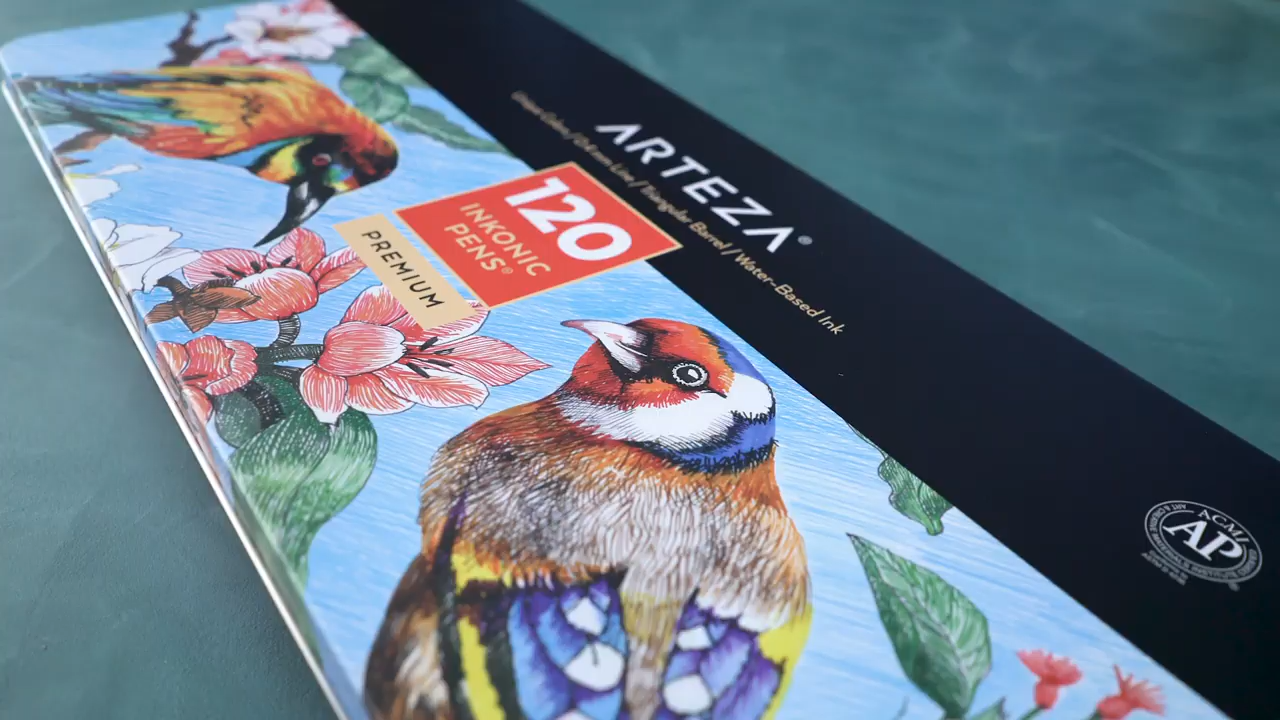 ARTEZA®
Unique Colors / 0.4 mm Line / Triangular Barrel / Water-Based Ink
120
INKONIC
PENS®
PREMIUM
ACMI
AP